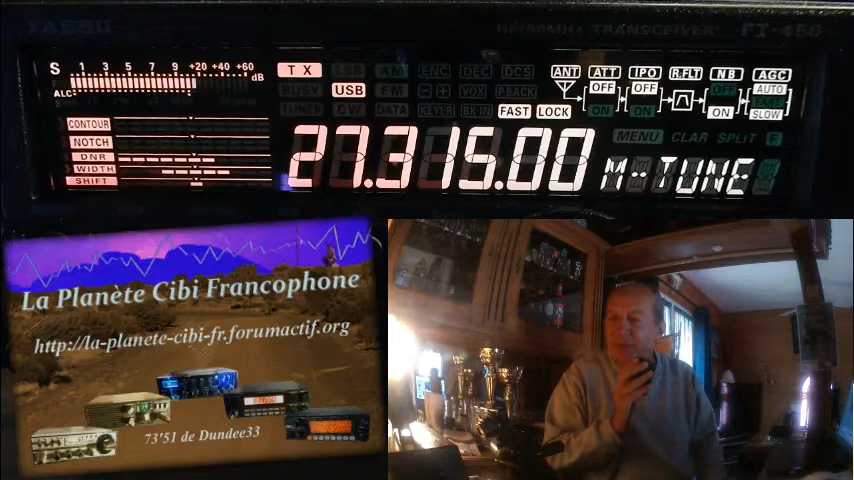 YAESU HF/50MHz TRANSCEIVER FT-450
S 1 3 5 7 9 +20 +40 +60 dB
ALC
TX LSB AM ENC DEC DCS
BUSY USB FM - + VOX P.BACK
TUNER CW DATA KEYER BK-IN
FAST LOCK
ANT ATT IPO R.FLT NB AGC
OFF OFF OFF AUTO
ON ON ON FAST
SLOW
CONTOUR
NOTCH
DNR
WIDTH
SHIFT
27.315.00
MENU CLAR SPLIT F
M-TUNE
La Planète Cibi Francophone
http://la-planete-cibi-fr.forumactif.org
73'51 de Dundee33